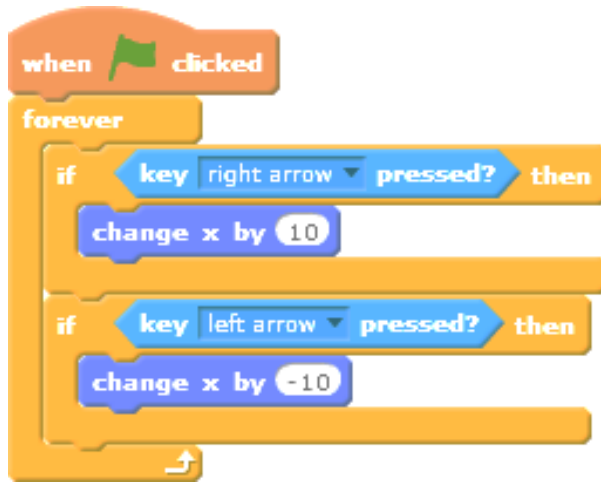 when clicked
forever
if key right arrow pressed? then
change x by 10
if key left arrow pressed? then
change x by -10